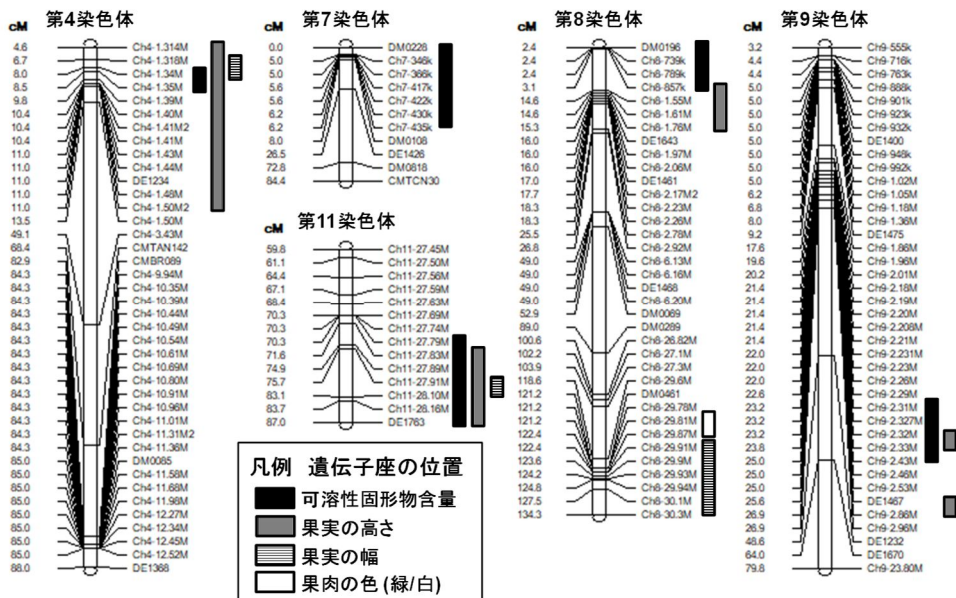 cM 第4染色体
4.6 Ch4-1.314M
6.7 Ch4-1.318M
8.0 Ch4-1.34M
8.5 Ch4-1.35M
9.8 Ch4-1.39M
10.4 Ch4-1.40M
10.4 Ch4-1.41M2
10.4 Ch4-1.41M
11.0 Ch4-1.43M
11.0 Ch4-1.44M
11.0 DE1234
11.0 Ch4-1.48M
11.0 Ch4-1.50M2
13.5 Ch4-1.50M
49.1 Ch4-3.43M
68.4 CMTAN142
82.9 CMBR089
84.3 Ch4-9.94M
84.3 Ch4-10.35M
84.3 Ch4-10.39M
84.3 Ch4-10.44M
84.3 Ch4-10.49M
84.3 Ch4-10.54M
84.3 Ch4-10.61M
84.3 Ch4-10.69M
84.3 Ch4-10.80M
84.3 Ch4-10.91M
84.3 Ch4-10.96M
84.3 Ch4-11.01M
84.3 Ch4-11.31M2
84.3 Ch4-11.36M
85.0 DM0085
85.0 Ch4-11.58M
85.0 Ch4-11.68M
85.0 Ch4-11.98M
85.0 Ch4-12.27M
85.0 Ch4-12.34M
85.0 Ch4-12.45M
85.0 Ch4-12.52M
88.0 DE1368
cM 第7染色体
0.0 DM0228
5.0 Ch7-346k
5.0 Ch7-366k
5.6 Ch7-417k
5.6 Ch7-422k
6.2 Ch7-430k
6.2 Ch7-435k
8.0 DM0108
26.5 DE1426
72.8 DM0818
84.4 CMTCN30
cM 第11染色体
59.8 Ch11-27.45M
61.1 Ch11-27.50M
64.4 Ch11-27.56M
67.1 Ch11-27.59M
68.4 Ch11-27.63M
70.3 Ch11-27.69M
70.3 Ch11-27.74M
70.3 Ch11-27.79M
71.6 Ch11-27.83M
74.9 Ch11-27.89M
75.7 Ch11-27.91M
83.1 Ch11-28.10M
83.7 Ch11-28.16M
87.0 DE1763
凡例 遺伝子座の位置
可溶性固形物含量
果実の高さ
果実の幅
果肉の色 (緑/白)
cM 第8染色体
2.4 DM0196
2.4 Ch8-739k
2.4 Ch8-789k
3.1 Ch8-857k
14.6 Ch8-1.55M
14.6 Ch8-1.61M
15.3 Ch8-1.76M
16.0 DE1643
16.0 Ch8-1.97M
16.0 Ch8-2.06M
17.0 DE1461
17.7 Ch8-2.17M2
18.3 Ch8-2.23M
18.3 Ch8-2.26M
25.5 Ch8-2.78M
26.8 Ch8-2.92M
49.0 Ch8-6.13M
49.0 Ch8-6.16M
49.0 DE1468
49.0 Ch8-6.20M
52.9 DM0069
89.0 DM0289
100.6 Ch8-26.82M
102.2 Ch8-27.1M
103.9 Ch8-27.3M
118.6 Ch8-29.6M
121.2 DM0461
121.2 Ch8-29.78M
121.2 Ch8-29.81M
122.4 Ch8-29.87M
122.4 Ch8-29.91M
123.6 Ch8-29.9M
124.2 Ch8-29.93M
124.8 Ch8-29.94M
127.5 Ch8-30.1M
134.3 Ch8-30.3M
cM 第9染色体
3.2 Ch9-555k
4.4 Ch9-716k
4.4 Ch9-763k
5.0 Ch9-888k
5.0 Ch9-901k
5.0 Ch9-923k
5.0 Ch9-932k
5.0 DE1400
5.0 Ch9-948k
5.0 Ch9-992k
5.0 Ch9-1.02M
6.2 Ch9-1.05M
6.8 Ch9-1.18M
8.0 Ch9-1.36M
9.2 DE1475
17.6 Ch9-1.86M
19.6 Ch9-1.96M
20.2 Ch9-2.01M
21.4 Ch9-2.18M
21.4 Ch9-2.19M
21.4 Ch9-2.20M
21.4 Ch9-2.208M
21.4 Ch9-2.21M
22.0 Ch9-2.231M
22.0 Ch9-2.23M
22.0 Ch9-2.26M
22.6 Ch9-2.29M
23.2 Ch9-2.31M
23.2 Ch9-2.327M
23.2 Ch9-2.32M
23.8 Ch9-2.33M
25.0 Ch9-2.43M
25.0 Ch9-2.46M
25.0 Ch9-2.53M
25.6 DE1467
26.9 Ch9-2.86M
26.9 Ch9-2.96M
48.6 DE1232
64.0 DE1670
79.8 Ch9-23.80M